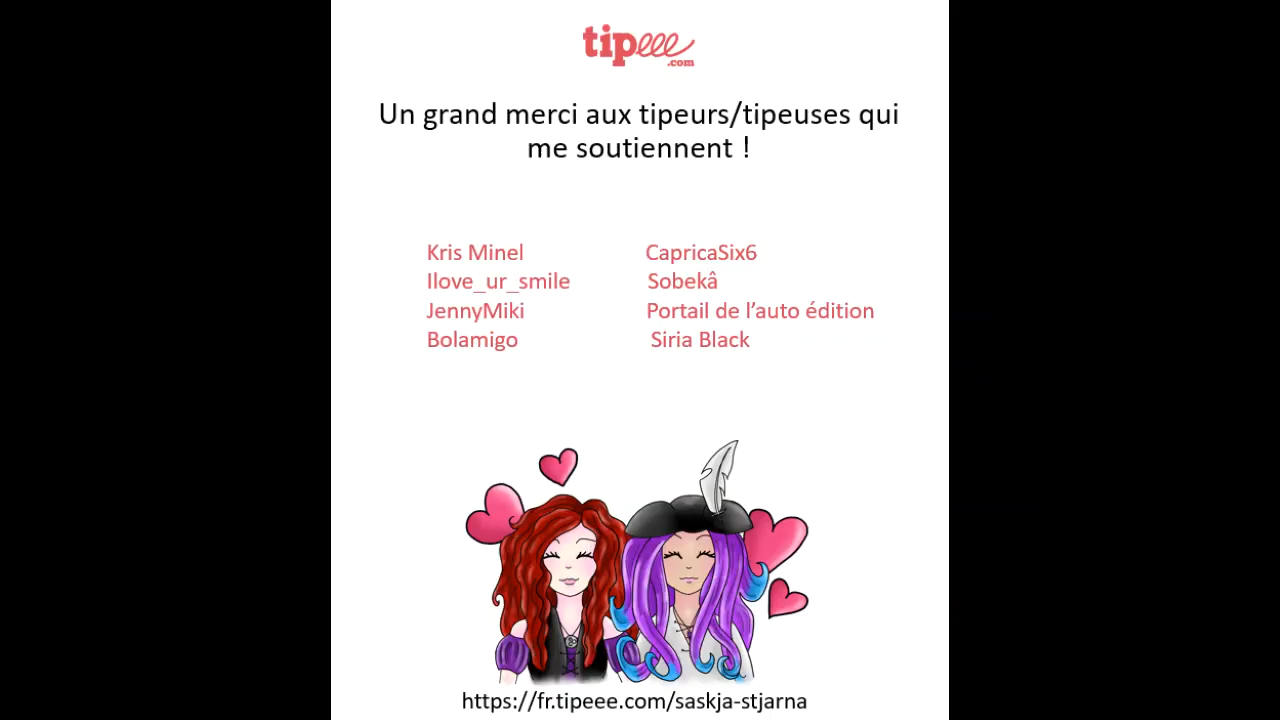 tipeee
.com
Un grand merci aux tipeurs/tipeuses qui
me soutiennent !
Kris Minel CapricaSix6
Ilove_ur_smile Sobekâ
JennyMiki Portail de l’auto édition
Bolamigo Siria Black
https://fr.tipeee.com/saskja-stjarna